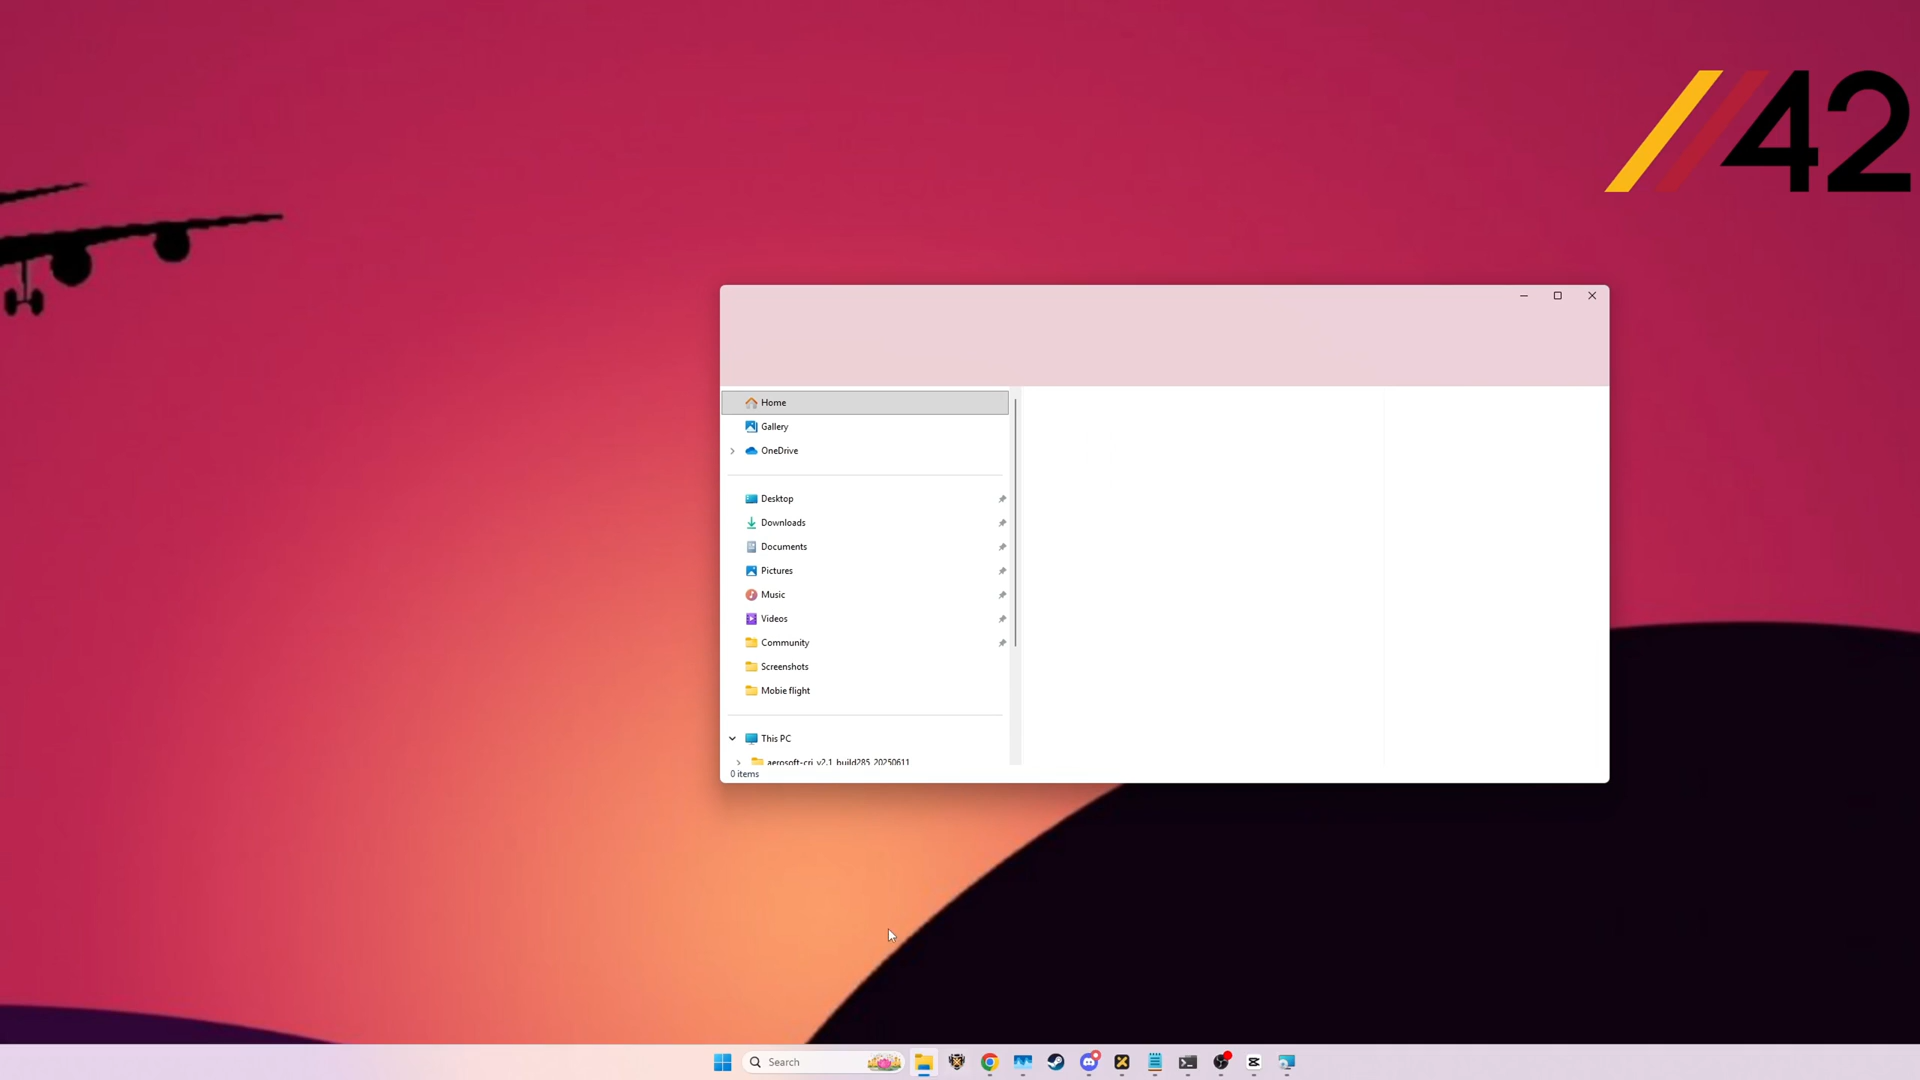 //42
Home
Gallery
OneDrive
Desktop
Downloads
Documents
Pictures
Music
Videos
Community
Screenshots
Mobie flight
This PC
aerosoft-crj_v2.1_build285_20250611
0 items
Search